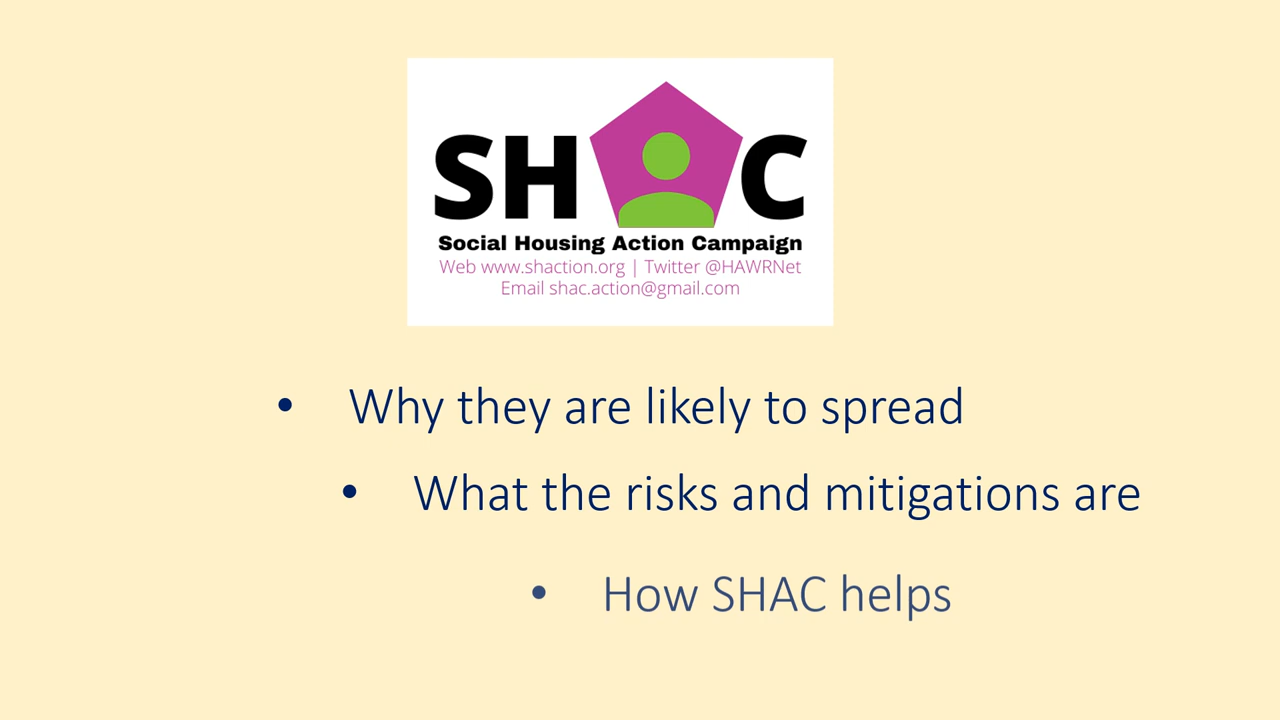 SHAC
Social Housing Action Campaign
Web www.shaction.org | Twitter @HAWRNet
Email shac.action@gmail.com
• Why they are likely to spread
• What the risks and mitigations are
• How SHAC helps